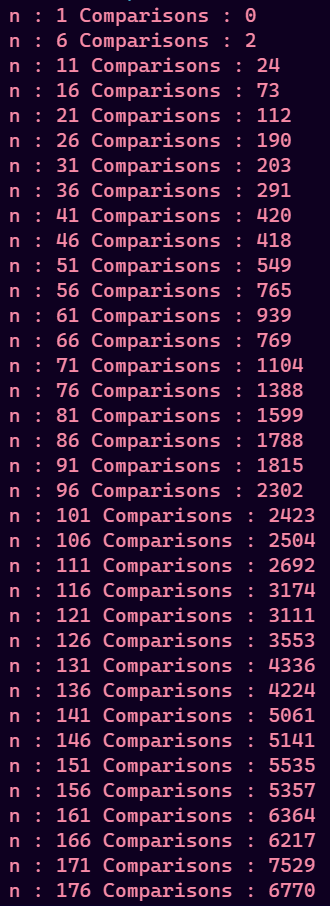 n : 1 Comparisons : 0
n : 6 Comparisons : 2
n : 11 Comparisons : 24
n : 16 Comparisons : 73
n : 21 Comparisons : 112
n : 26 Comparisons : 190
n : 31 Comparisons : 203
n : 36 Comparisons : 291
n : 41 Comparisons : 420
n : 46 Comparisons : 418
n : 51 Comparisons : 549
n : 56 Comparisons : 765
n : 61 Comparisons : 939
n : 66 Comparisons : 769
n : 71 Comparisons : 1104
n : 76 Comparisons : 1388
n : 81 Comparisons : 1599
n : 86 Comparisons : 1788
n : 91 Comparisons : 1815
n : 96 Comparisons : 2302
n : 101 Comparisons : 2423
n : 106 Comparisons : 2504
n : 111 Comparisons : 2692
n : 116 Comparisons : 3174
n : 121 Comparisons : 3111
n : 126 Comparisons : 3553
n : 131 Comparisons : 4336
n : 136 Comparisons : 4224
n : 141 Comparisons : 5061
n : 146 Comparisons : 5141
n : 151 Comparisons : 5535
n : 156 Comparisons : 5357
n : 161 Comparisons : 6364
n : 166 Comparisons : 6217
n : 171 Comparisons : 7529
n : 176 Comparisons : 6770